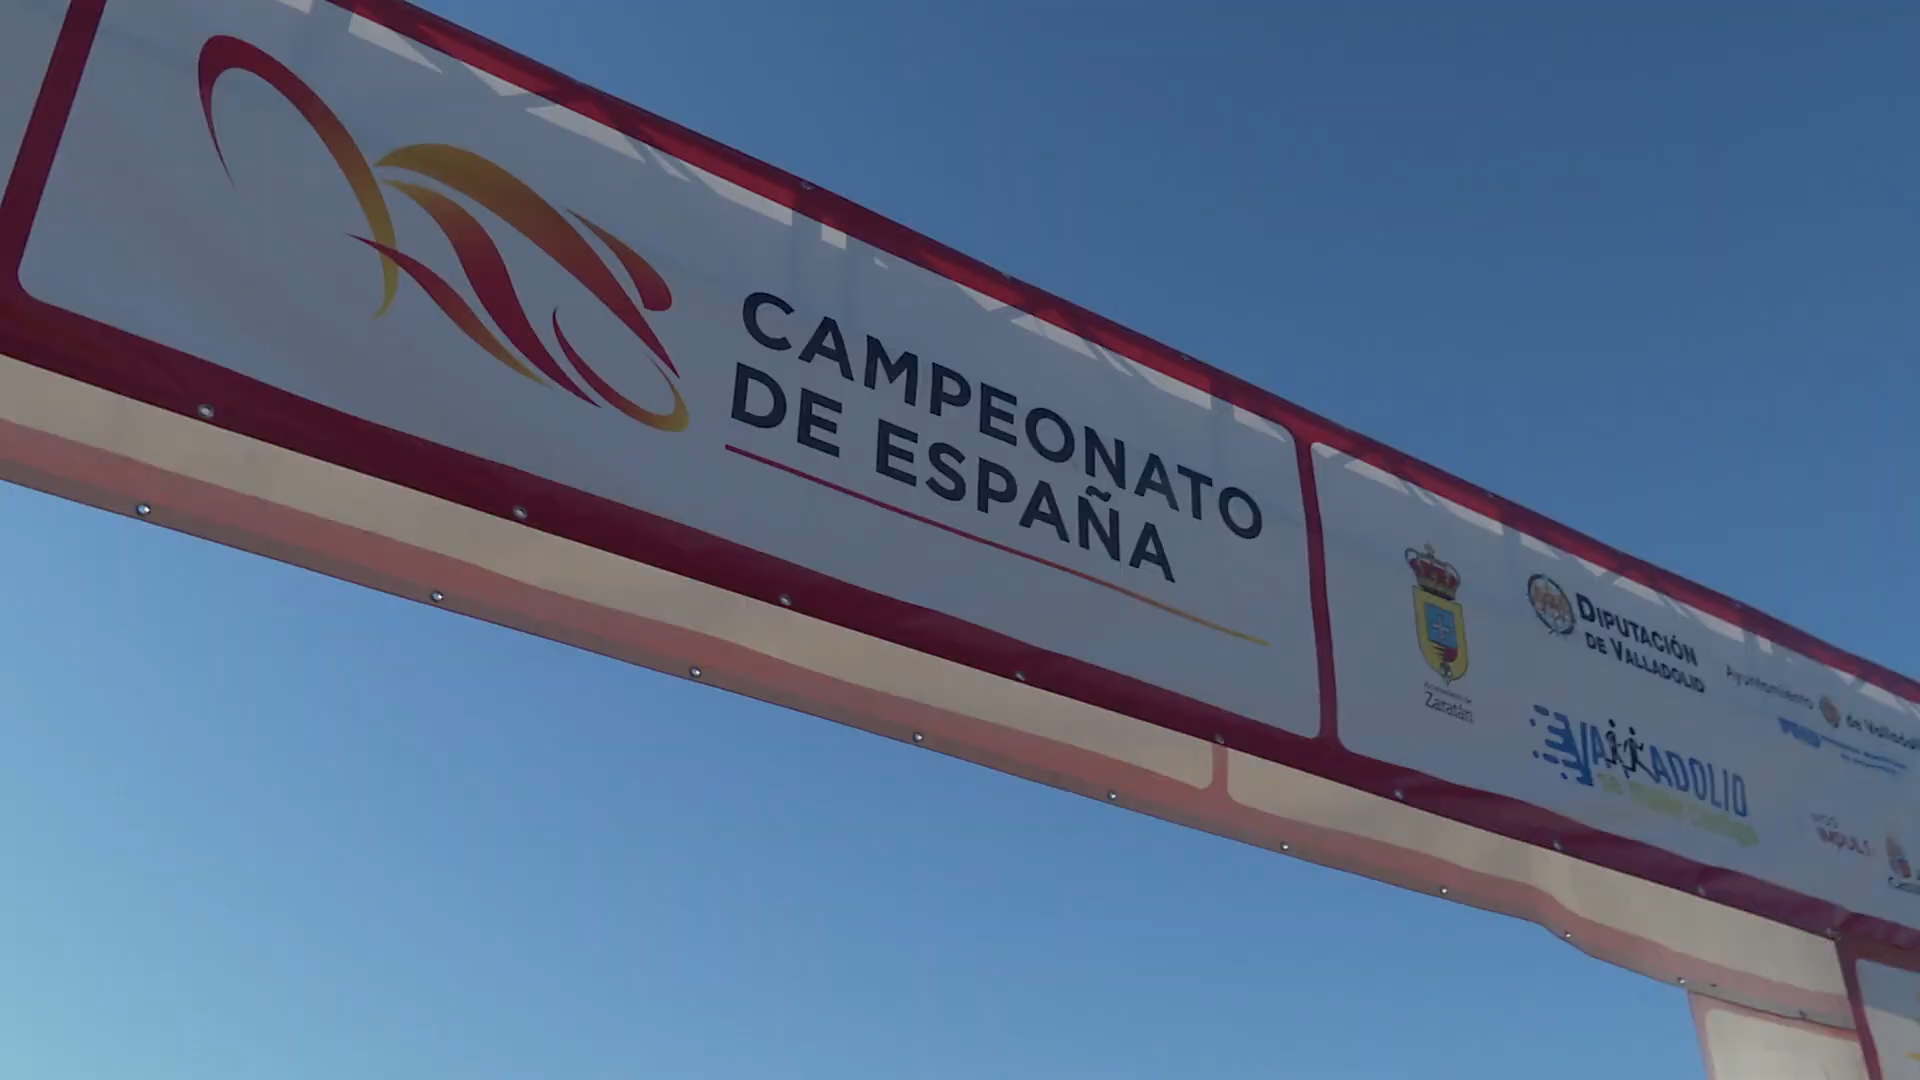 CAMPEONATO
DE ESPAÑA
Zaratán
DIPUTACIÓN
DE VALLADOLID
Ayuntamiento de Valladolid
VALLADOLID